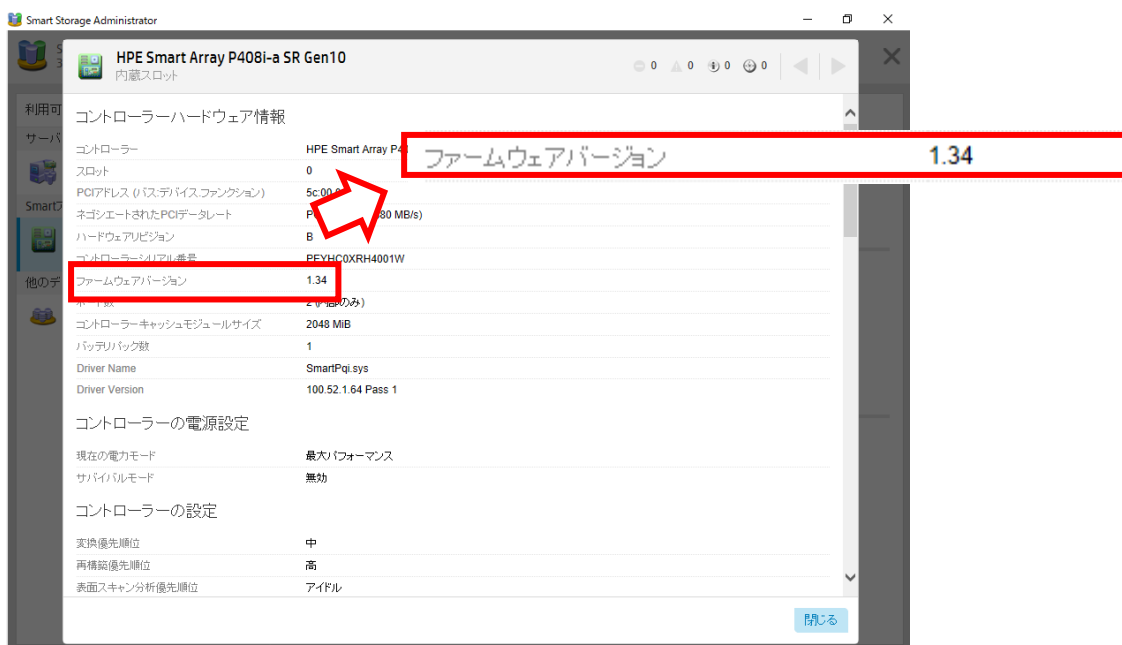 Smart Storage Administrator
HPE Smart Array P408i-a SR Gen10
内蔵スロット
0 0 0 0
利用可
サーバ
Smart
他のデ
コントローラーハードウェア情報
コントローラー HPE Smart Array P4
スロット 0
PCIアドレス (バス:デバイス.ファンクション) 5c:00
ネゴシエートされたPCIデータレート 80 MB/s)
ハードウェアリビジョン B
コントローラーシリアル番号 PEYHC0XRH4001W
ファームウェアバージョン 1.34
ファームウェアバージョン 1.34
ポート数 2 (内部のみ)
コントローラーキャッシュモジュールサイズ 2048 MiB
バッテリパック数 1
Driver Name SmartPqi.sys
Driver Version 100.52.1.64 Pass 1
コントローラーの電源設定
現在の電力モード 最大パフォーマンス
サバイバルモード 無効
コントローラーの設定
変換優先順位 中
再構築優先順位 高
表面スキャン分析優先順位 アイドル
閉じる